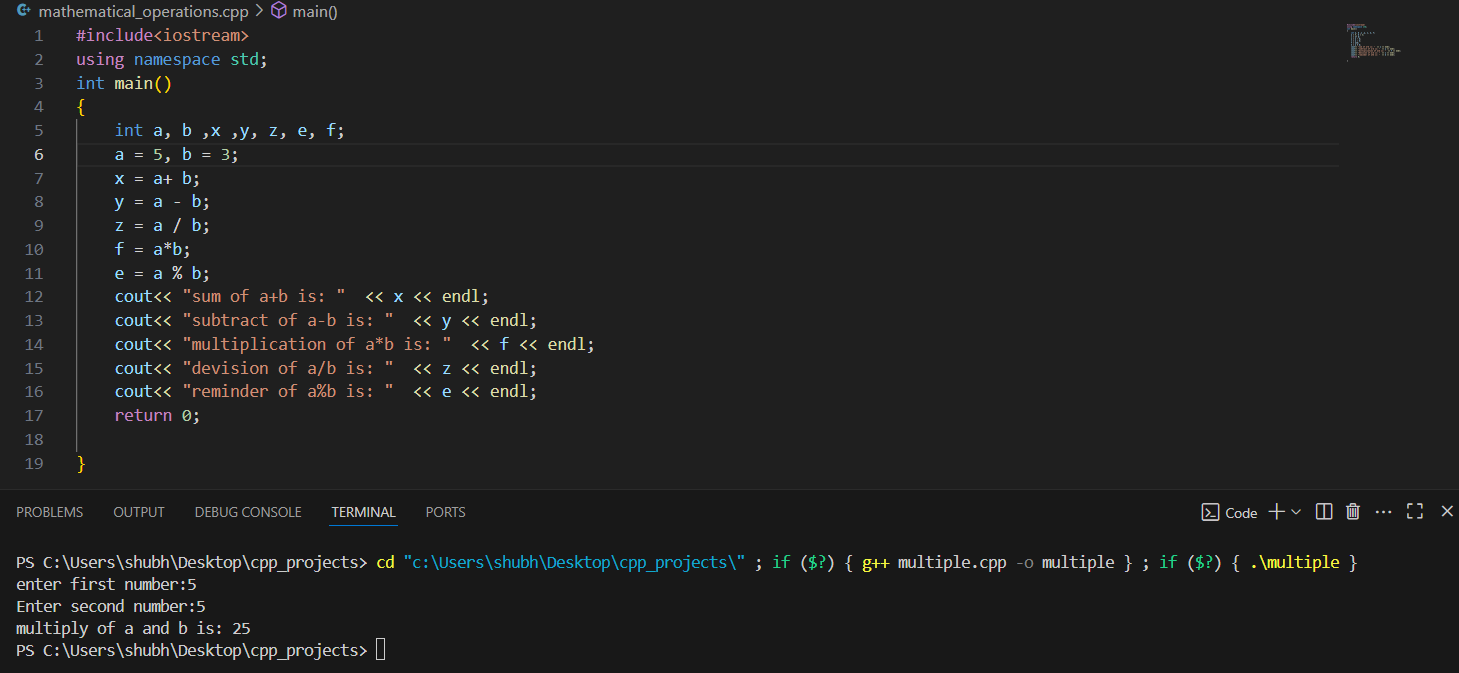 mathematical_operations.cpp > main()
1 #include<iostream>
2 using namespace std;
3 int main()
4 {
5     int a, b ,x ,y, z, e, f;
6     a = 5, b = 3;
7     x = a+ b;
8     y = a - b;
9     z = a / b;
10     f = a*b;
11     e = a % b;
12     cout<< "sum of a+b is: "  << x << endl;
13     cout<< "subtract of a-b is: "  << y << endl;
14     cout<< "multiplication of a*b is: "  << f << endl;
15     cout<< "devision of a/b is: "  << z << endl;
16     cout<< "reminder of a%b is: "  << e << endl;
17     return 0;
18
19 }
PROBLEMS OUTPUT DEBUG CONSOLE TERMINAL PORTS Code
PS C:\Users\shubh\Desktop\cpp_projects> cd "c:\Users\shubh\Desktop\cpp_projects\" ; if ($?) { g++ multiple.cpp -o multiple } ; if ($?) { .\multiple }
enter first number:5
Enter second number:5
multiply of a and b is: 25
PS C:\Users\shubh\Desktop\cpp_projects>